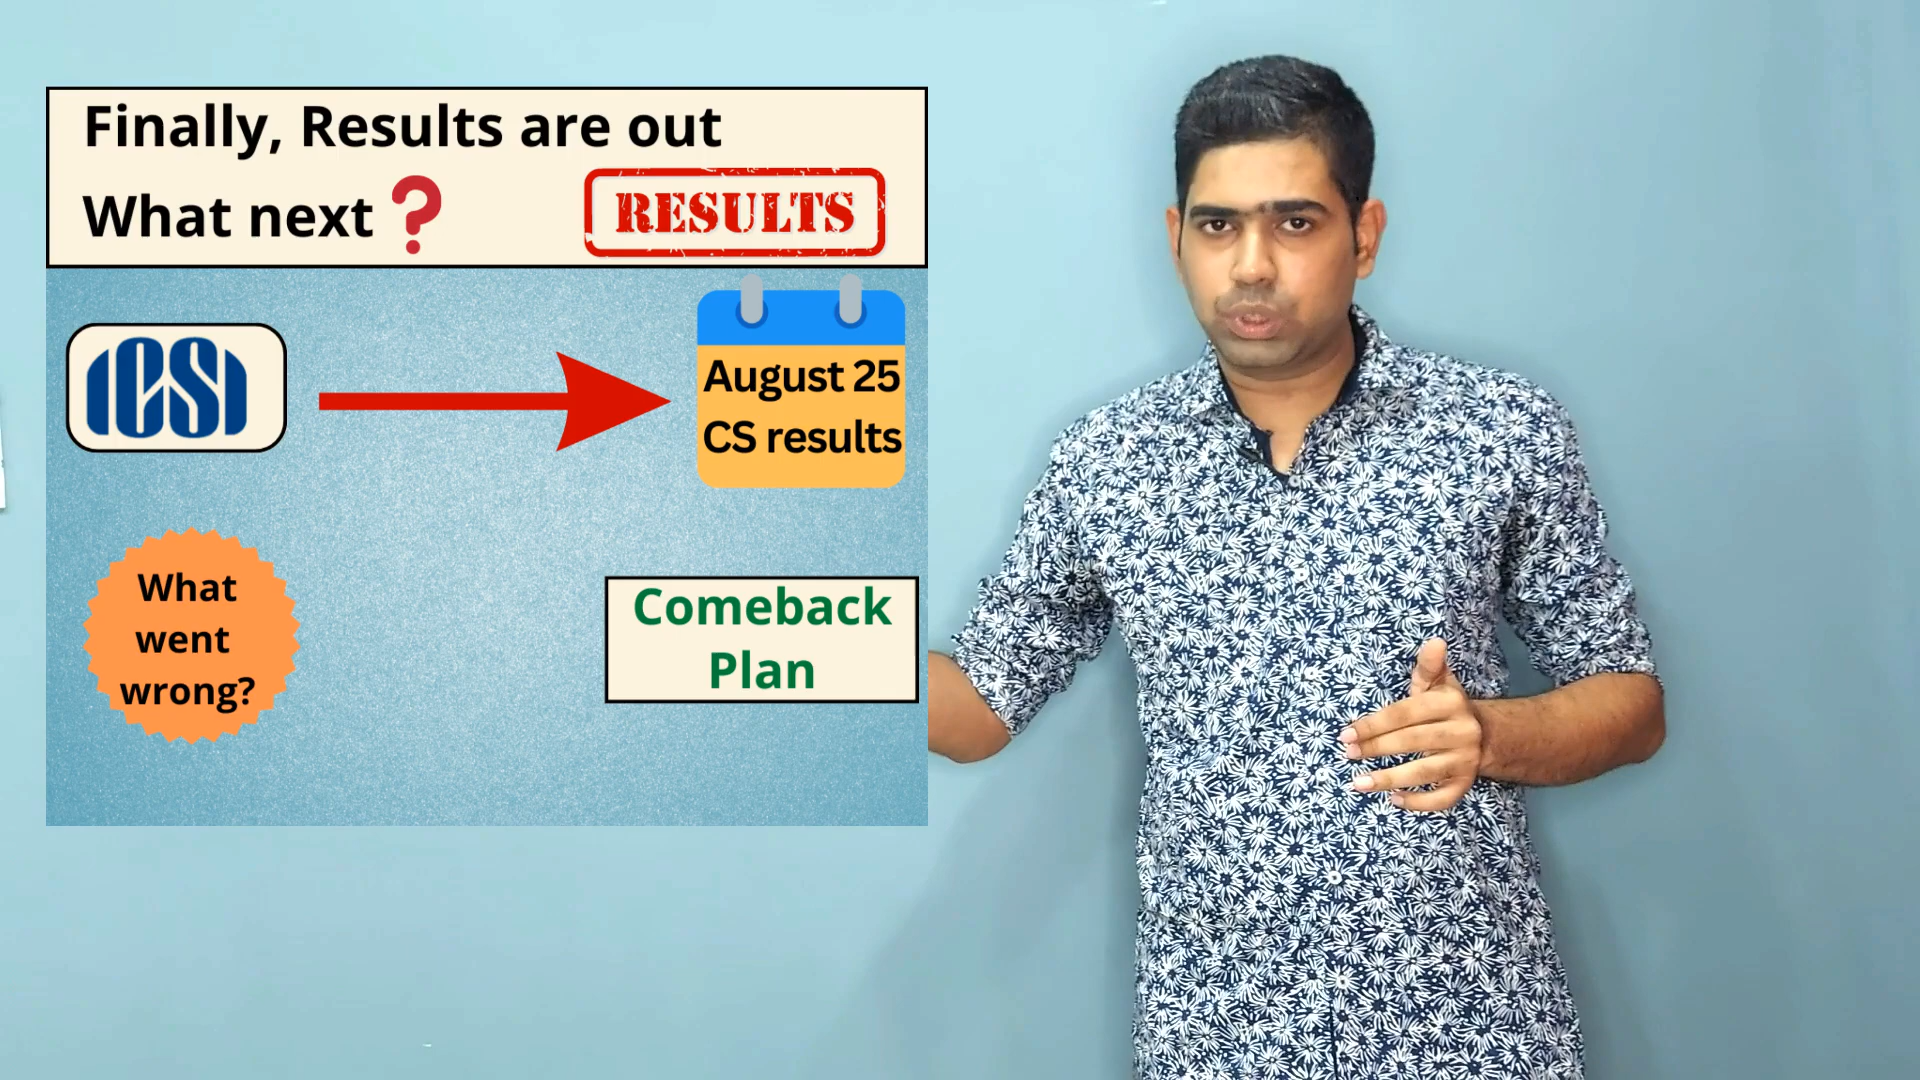 Finally, Results are out
What next❓
RESULTS
ICSI
August 25
CS results
What
went
wrong?
Comeback
Plan